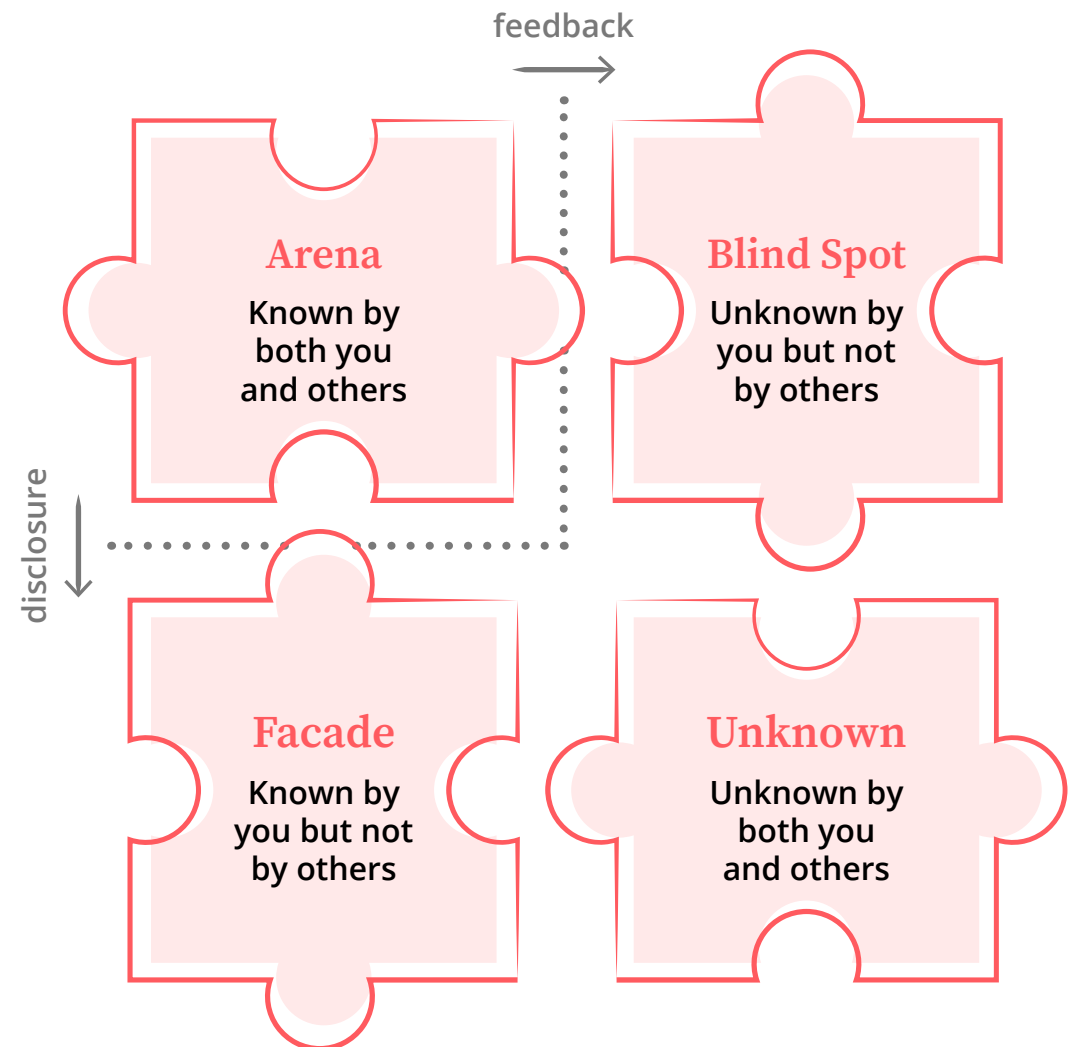 feedback
Arena
Known by
both you
and others
Blind Spot
Unknown by
you but not
by others
disclosure
Facade
Known by
you but not
by others
Unknown
Unknown by
both you
and others